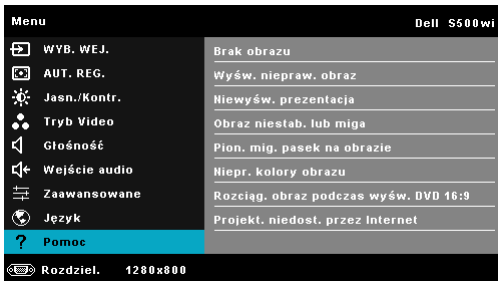 Menu
Dell S500wi
WYB. WEJ.
AUT. REG.
Jasn./Kontr.
Tryb Video
Głośność
Wejście audio
Zaawansowane
Język
? Pomoc
Brak obrazu
Wyśw. niepraw. obraz
Niewyśw. prezentacja
Obraz niestab. lub miga
Pion. mig. pasek na obrazie
Niepr. kolory obrazu
Rozciąg. obraz podczas wyśw. DVD 16:9
Projekt. niedost. przez Internet
Rozdziel. 1280x800